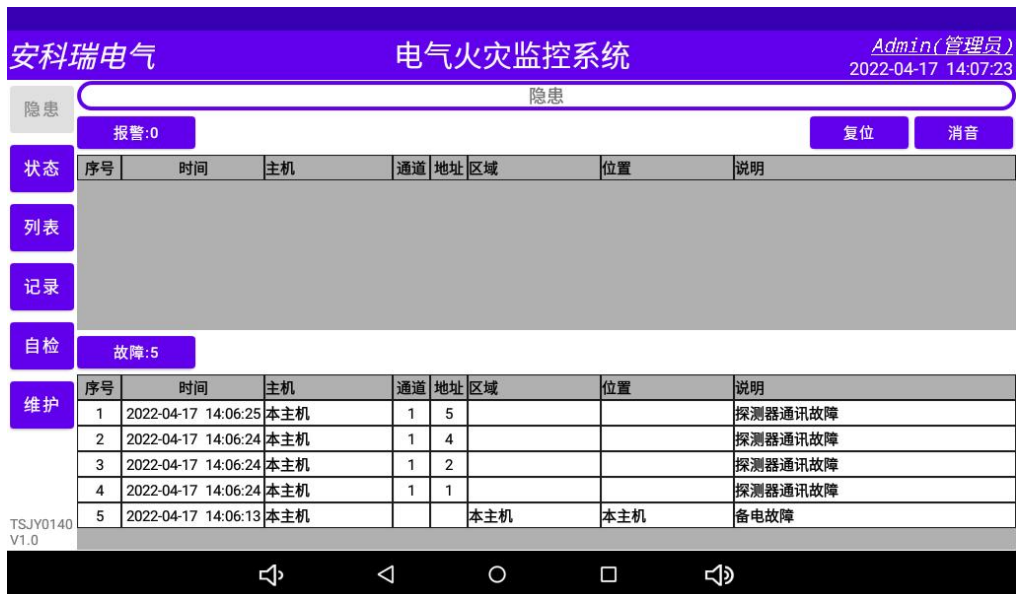 安科瑞电气 电气火灾监控系统 Admin(管理员)
2022-04-17 14:07:23
隐患
隐患
报警:0 复位 消音
状态
序号 时间 主机 通道 地址 区域 位置 说明
列表
记录
自检
故障:5
维护
序号 时间 主机 通道 地址 区域 位置 说明
1 2022-04-17 14:06:25 本主机 1 5 探测器通讯故障
2 2022-04-17 14:06:24 本主机 1 4 探测器通讯故障
3 2022-04-17 14:06:24 本主机 1 2 探测器通讯故障
4 2022-04-17 14:06:24 本主机 1 1 探测器通讯故障
5 2022-04-17 14:06:13 本主机 本主机 本主机 备电故障
TSJY0140
V1.0